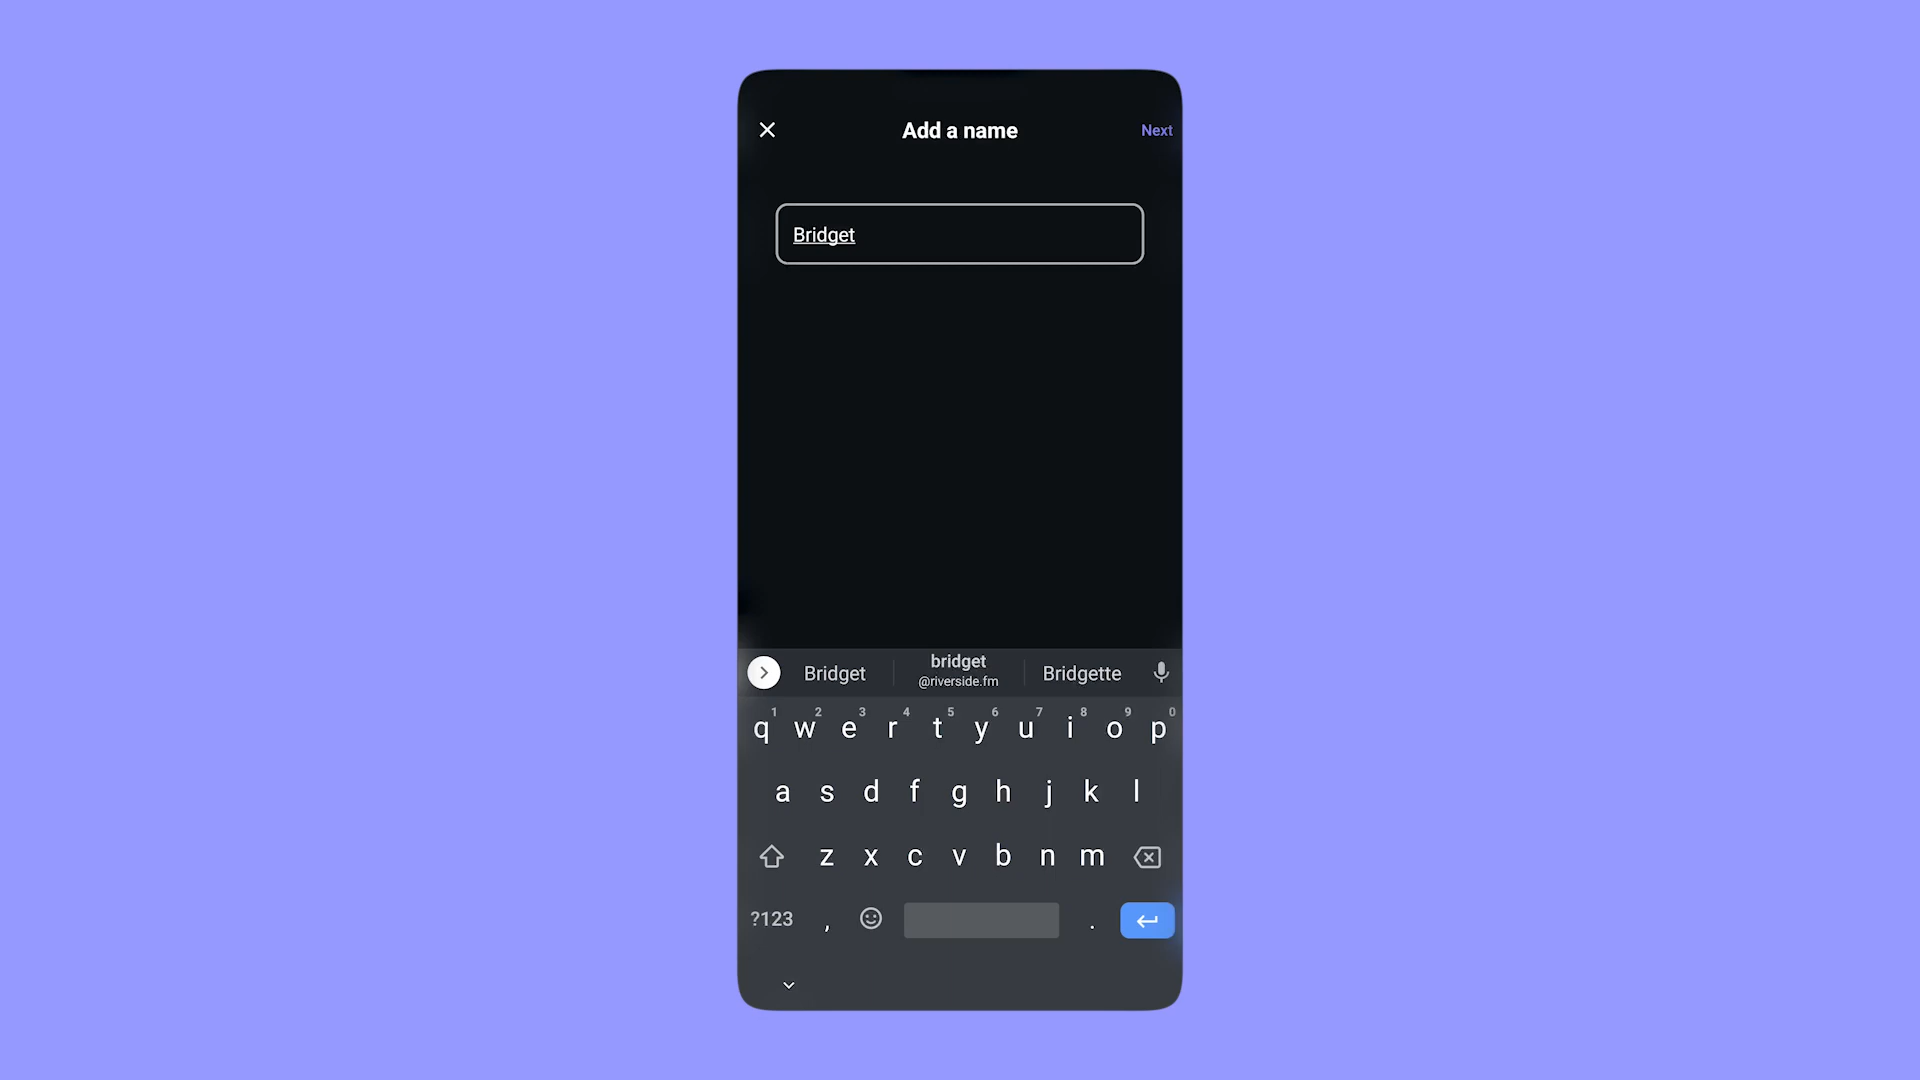 Add a name
Next
Bridget
Bridget
bridget
@riverside.fm
Bridgette
1 2 3 4 5 6 7 8 9 0
q w e r t y u i o p
a s d f g h j k l
z x c v b n m
?123 , .